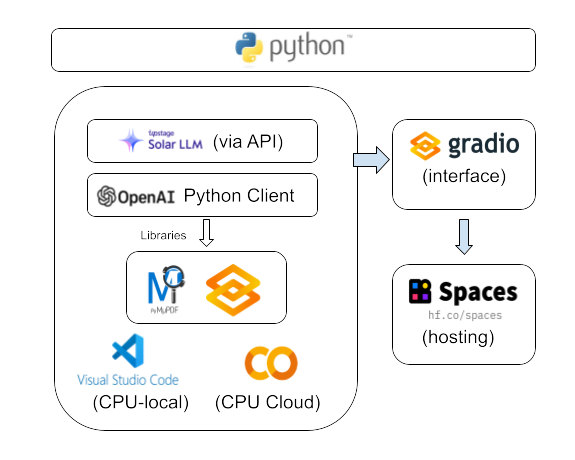 python™
upstage
Solar LLM (via API)
OpenAI Python Client
Libraries
PyMuPDF
Visual Studio Code
(CPU-local)
CO
(CPU Cloud)
gradio
(interface)
Spaces
hf.co/spaces
(hosting)